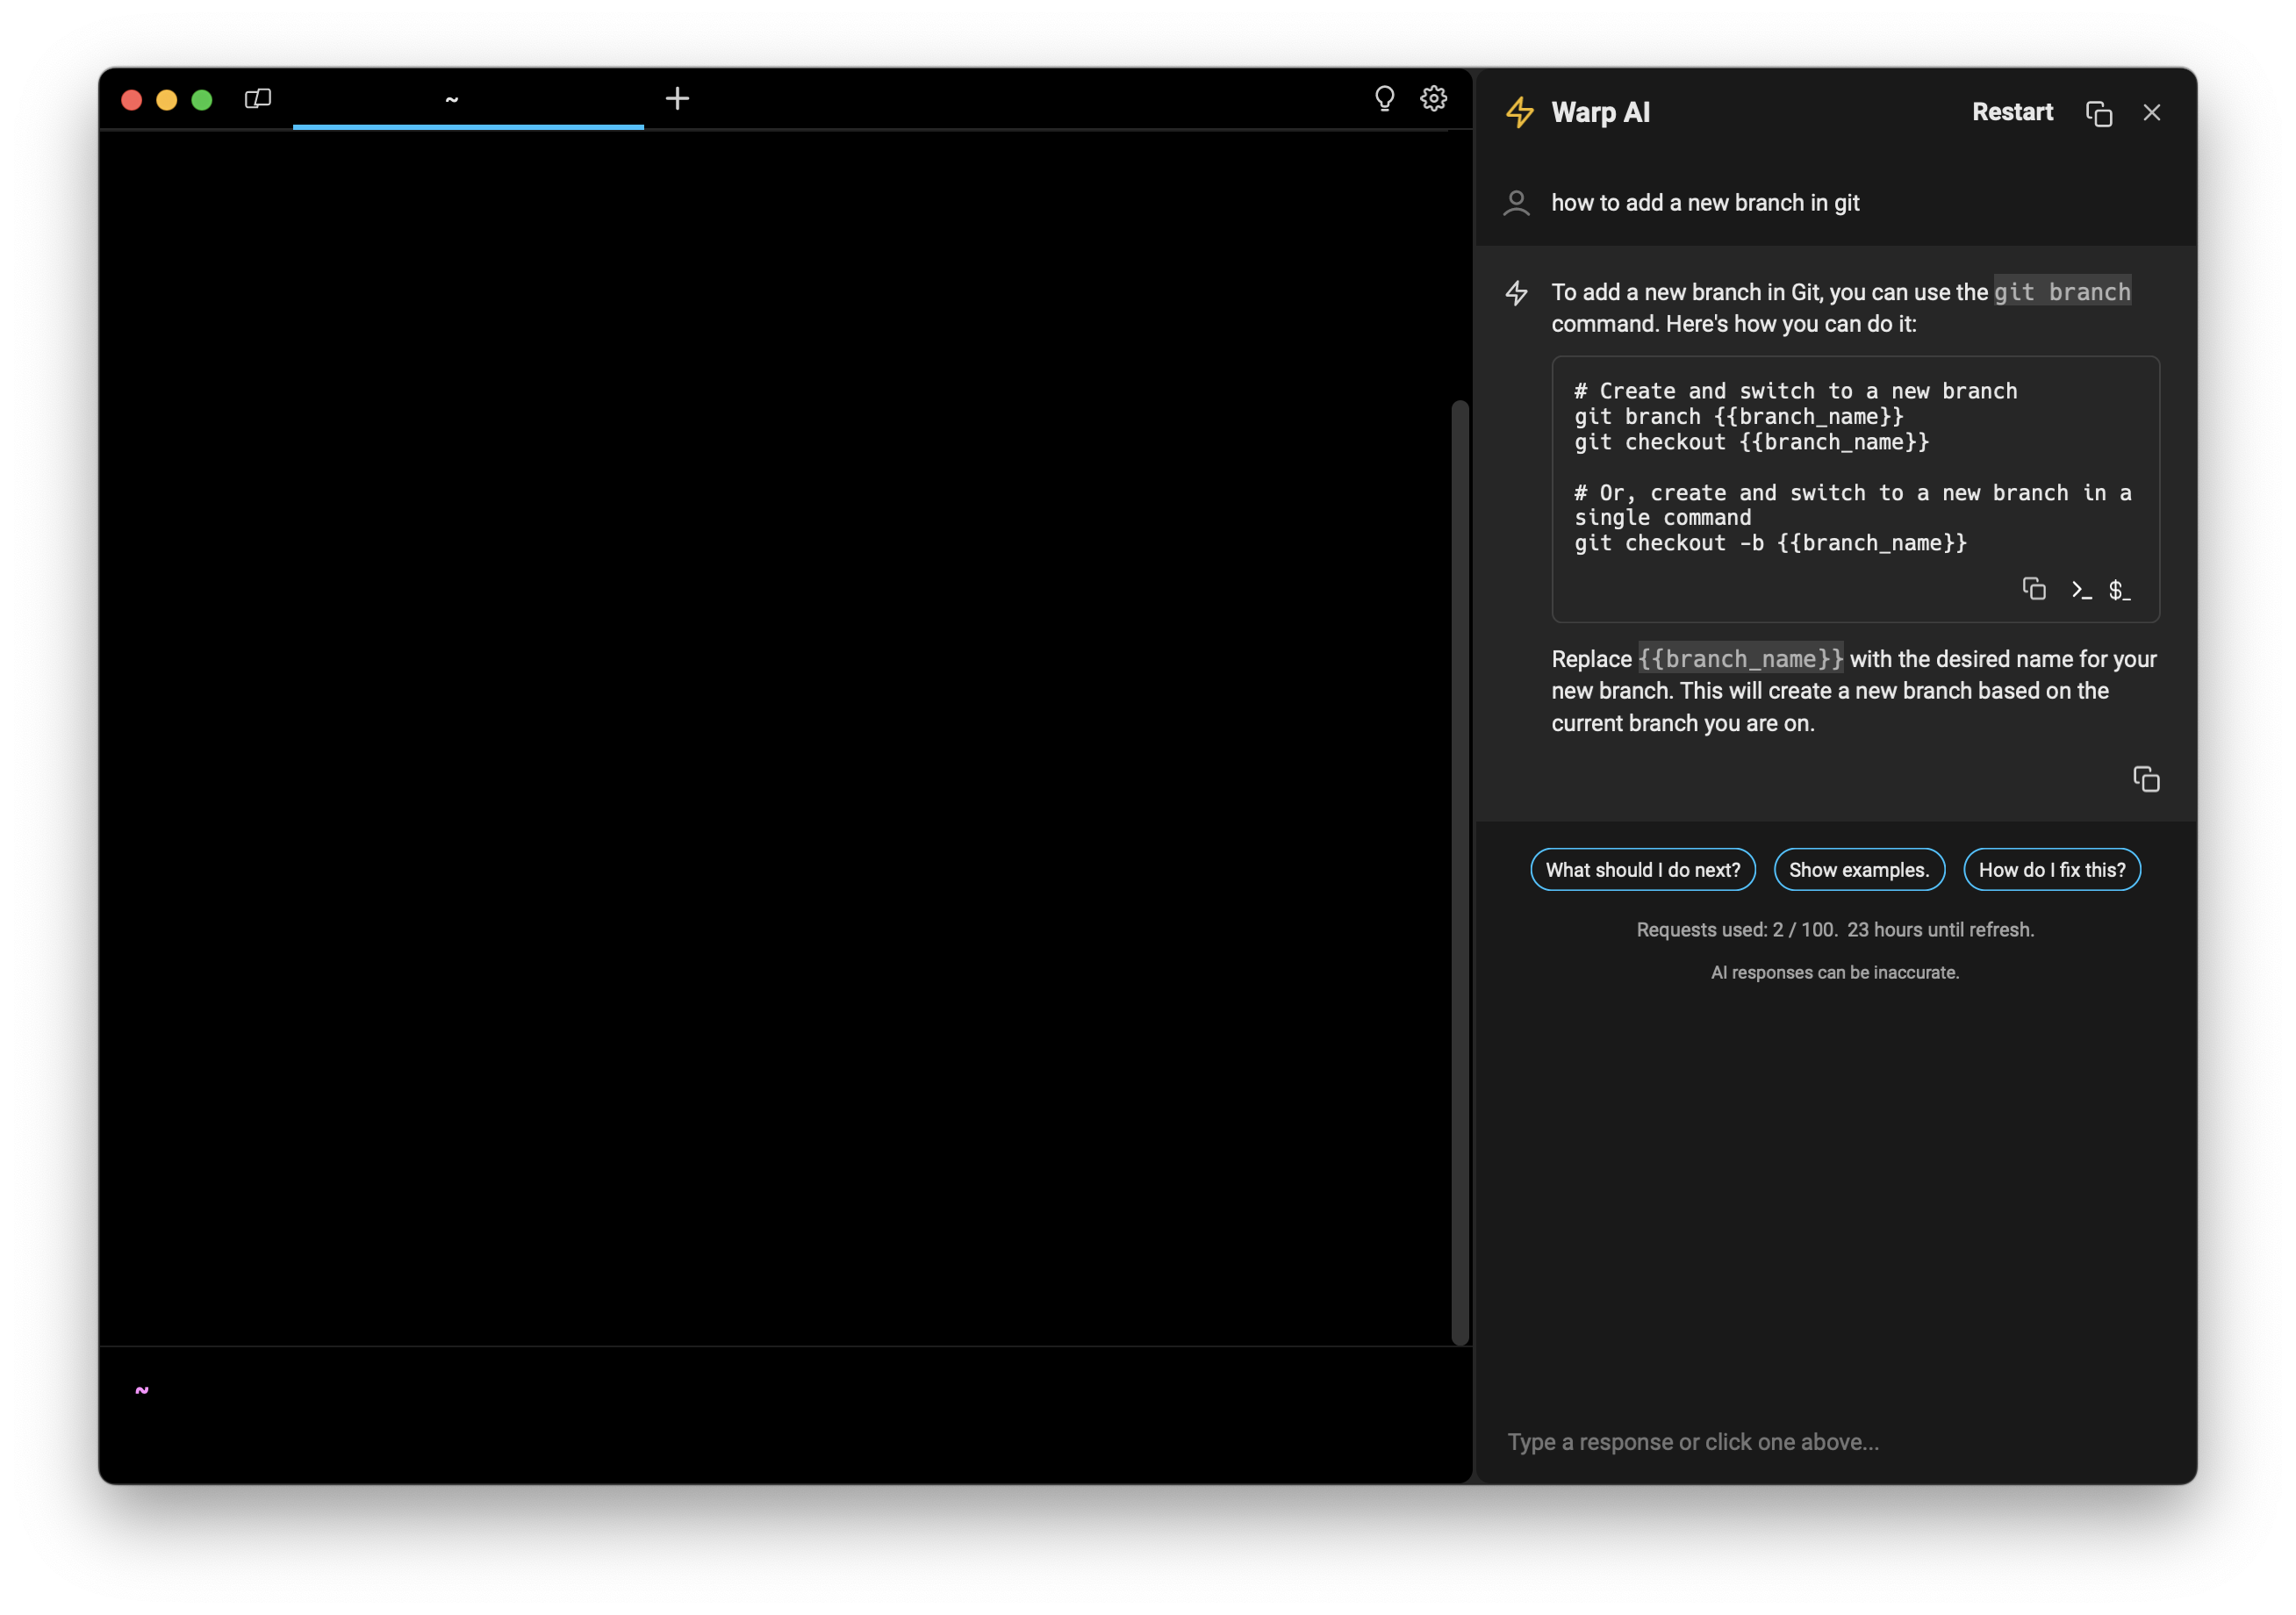 ~
Warp AI
Restart
how to add a new branch in git
To add a new branch in Git, you can use the git branch
command. Here's how you can do it:
# Create and switch to a new branch
git branch {{branch_name}}
git checkout {{branch_name}}
# Or, create and switch to a new branch in a
single command
git checkout -b {{branch_name}}
>_ $_
Replace {{branch_name}} with the desired name for your
new branch. This will create a new branch based on the
current branch you are on.
What should I do next? Show examples. How do I fix this?
Requests used: 2 / 100. 23 hours until refresh.
AI responses can be inaccurate.
~
Type a response or click one above...